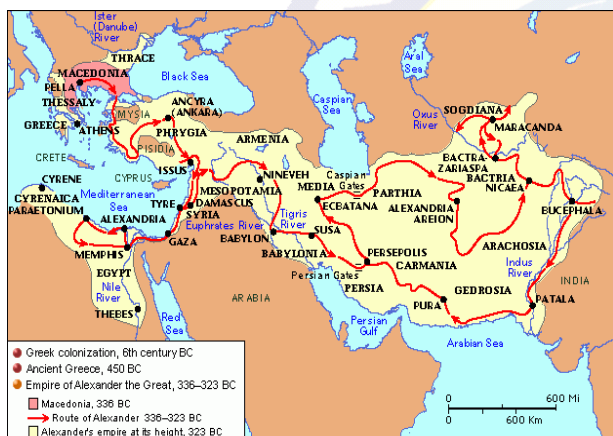 Ister
(Danube)
River
THRACE
MACEDONIA
PELLA
THESSALY
MYSIA
GREECE
ATHENS
Black Sea
ANCYRA
(ANKARA)
PHRYGIA
PISIDIA
ARMENIA
Caspian
Sea
Aral
Sea
Oxus
River
SOGDIANA
MARACANDA
BACTRA-
ZARIASPA
BACTRIA
NICAEA
BUCEPHALA
CRETE
CYPRUS
ISSUS
NINEVEH
MESOPOTAMIA
MEDIA
Caspian
Gates
ECBATANA
PARTHIA
ALEXANDRIA
AREION
ARACHOSIA
CYRENE
CYRENAICA
PARAETONIUM
Mediterranean
Sea
ALEXANDRIA
TYRE
DAMASCUS
SYRIA
Euphrates River
Tigris
River
SUSA
BABYLON
BABYLONIA
GAZA
MEMPHIS
EGYPT
Nile
River
THEBES
Red
Sea
ARABIA
Persian Gates
PERSEPOLIS
PERSIA
CARMANIA
GEDROSIA
PURA
Indus
River
INDIA
PATALA
Persian
Gulf
Arabian Sea
Greek colonization, 6th century BC
Ancient Greece, 450 BC
Empire of Alexander the Great, 336–323 BC
Macedonia, 336 BC
Route of Alexander 336–323 BC
Alexander's empire at its height, 323 BC
0 600 Mi
0 600 Km